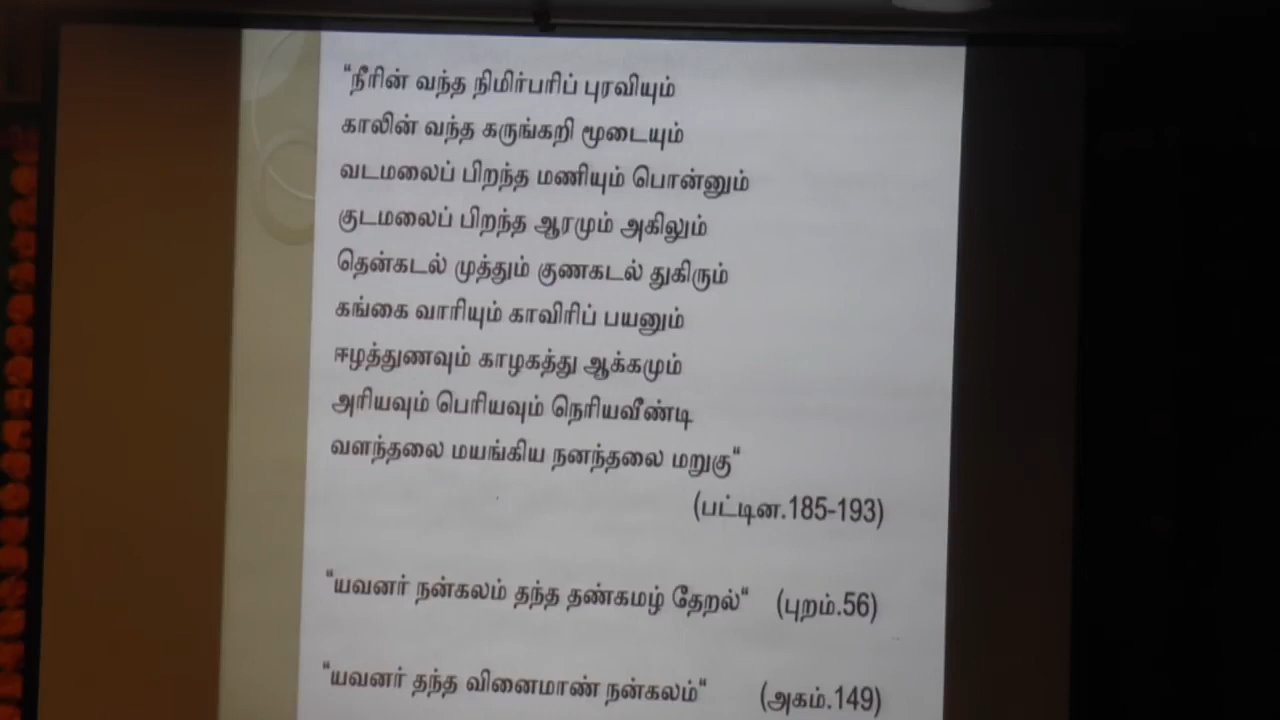 “நீரின் வந்த நிமிர்பரிப் புரவியும்
காலின் வந்த கருங்கறி மூடையும்
வடமலைப் பிறந்த மணியும் பொன்னும்
குடமலைப் பிறந்த ஆரமும் அகிலும்
தென்கடல் முத்தும் குணகடல் துகிரும்
கங்கை வாரியும் காவிரிப் பயனும்
ஈழத்துணவும் காழகத்து ஆக்கமும்
அரியவும் பெரியவும் நெரியவீண்டி
வளந்தலை மயங்கிய நனந்தலை மறுகு“
(பட்டின.185-193)
“யவனர் நன்கலம் தந்த தண்கமழ் தேறல்“ (புறம்.56)
“யவனர் தந்த வினைமாண் நன்கலம்“ (அகம்.149)